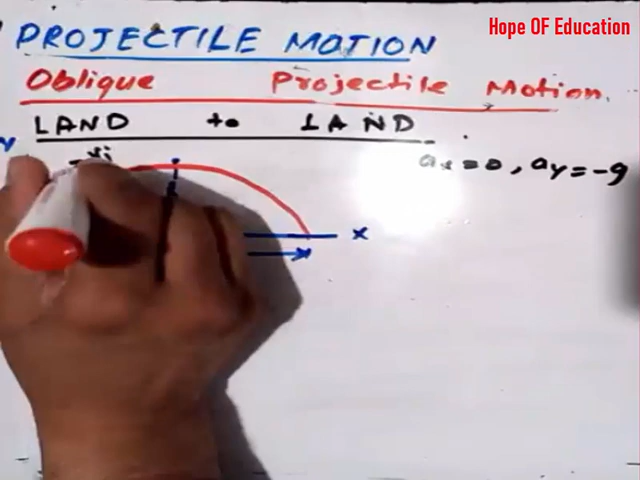 Hope OF Education
PROJECTILE MOTION
Oblique Projectile Motion.
LAND to LAND
Y
aₓ = 0, ay = -g
x